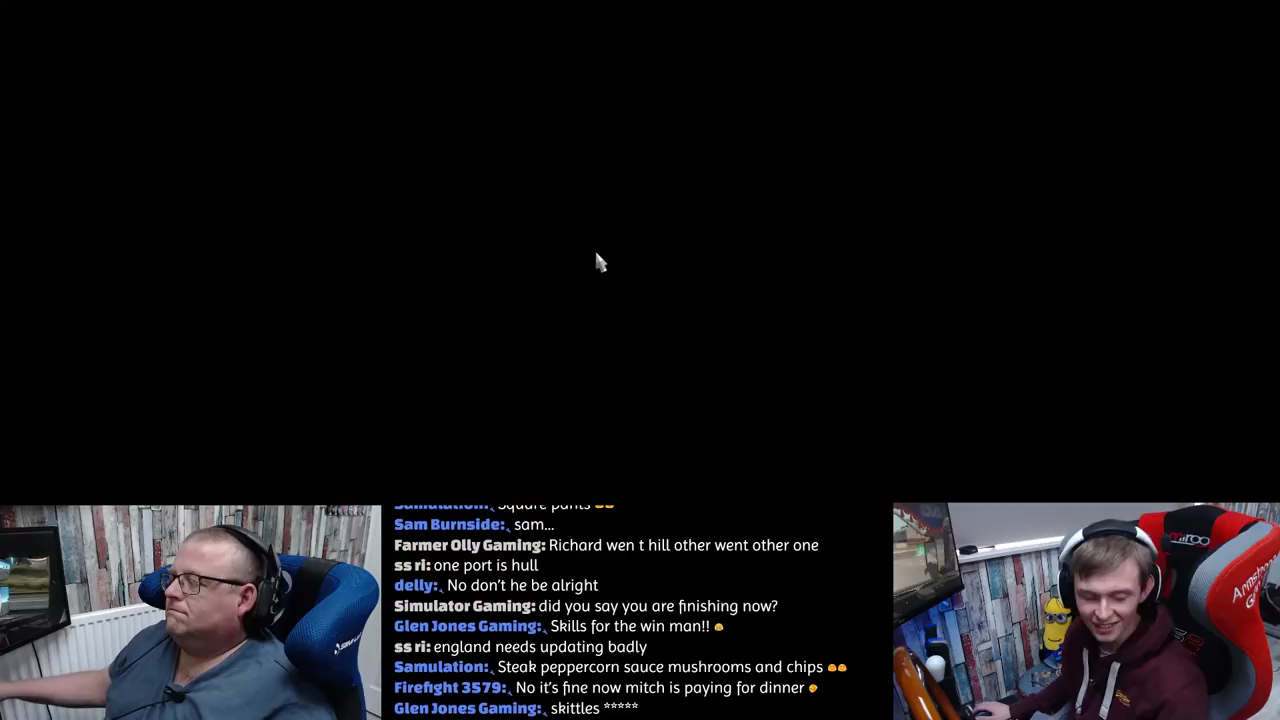 Samulation: Square pants
Sam Burnside: sam...
Farmer Olly Gaming: Richard wen t hill other went other one
ss ri: one port is hull
delly: No don't he be alright
Simulator Gaming: did you say you are finishing now?
Glen Jones Gaming: Skills for the win man!!
ss ri: england needs updating badly
Samulation: Steak peppercorn sauce mushrooms and chips
Firefight 3579: No it's fine now mitch is paying for dinner
Glen Jones Gaming: skittles *****